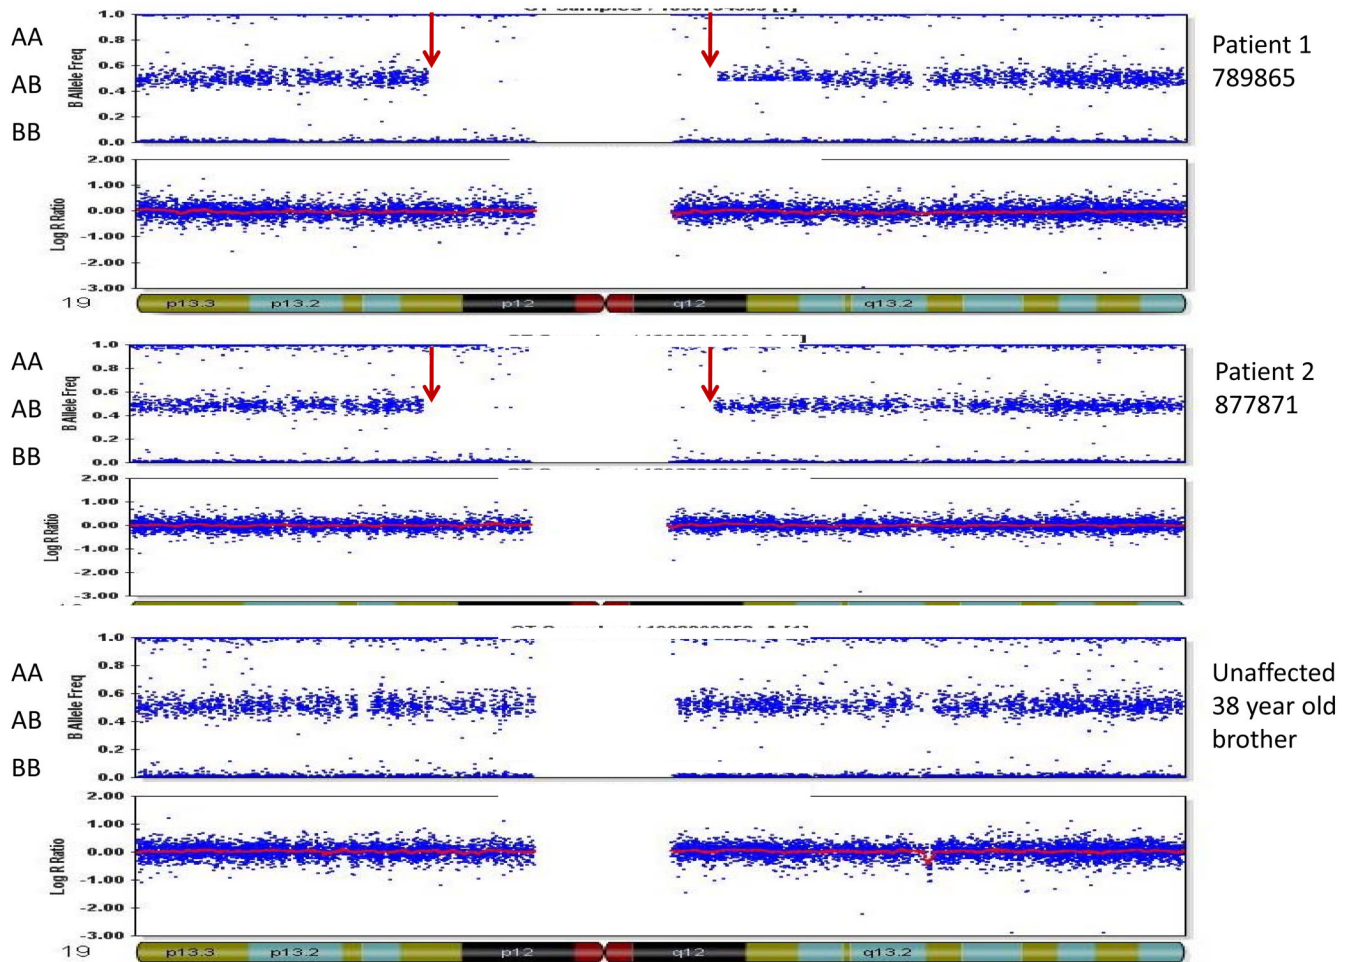 1.0
AA
0.8
Patient 1
0.6
789865
AB
B Allele Freq
0.4
0.2
BB
0.0
2.00
1.00
0.00
Log R Ratio
-1.00
-2.00
-3.00
19 p13.3 p13.2 p12 q12 q13.2
1.0
AA
0.8
Patient 2
0.6
877871
AB
B Allele Freq
0.4
0.2
BB
0.0
2.00
1.00
0.00
Log R Ratio
-1.00
-2.00
-3.00
1.0
AA
0.8
Unaffected
0.6
38 year old
AB
B Allele Freq
brother
0.4
0.2
BB
0.0
2.00
1.00
0.00
Log R Ratio
-1.00
-2.00
-3.00
19 p13.3 p13.2 p12 q12 q13.2